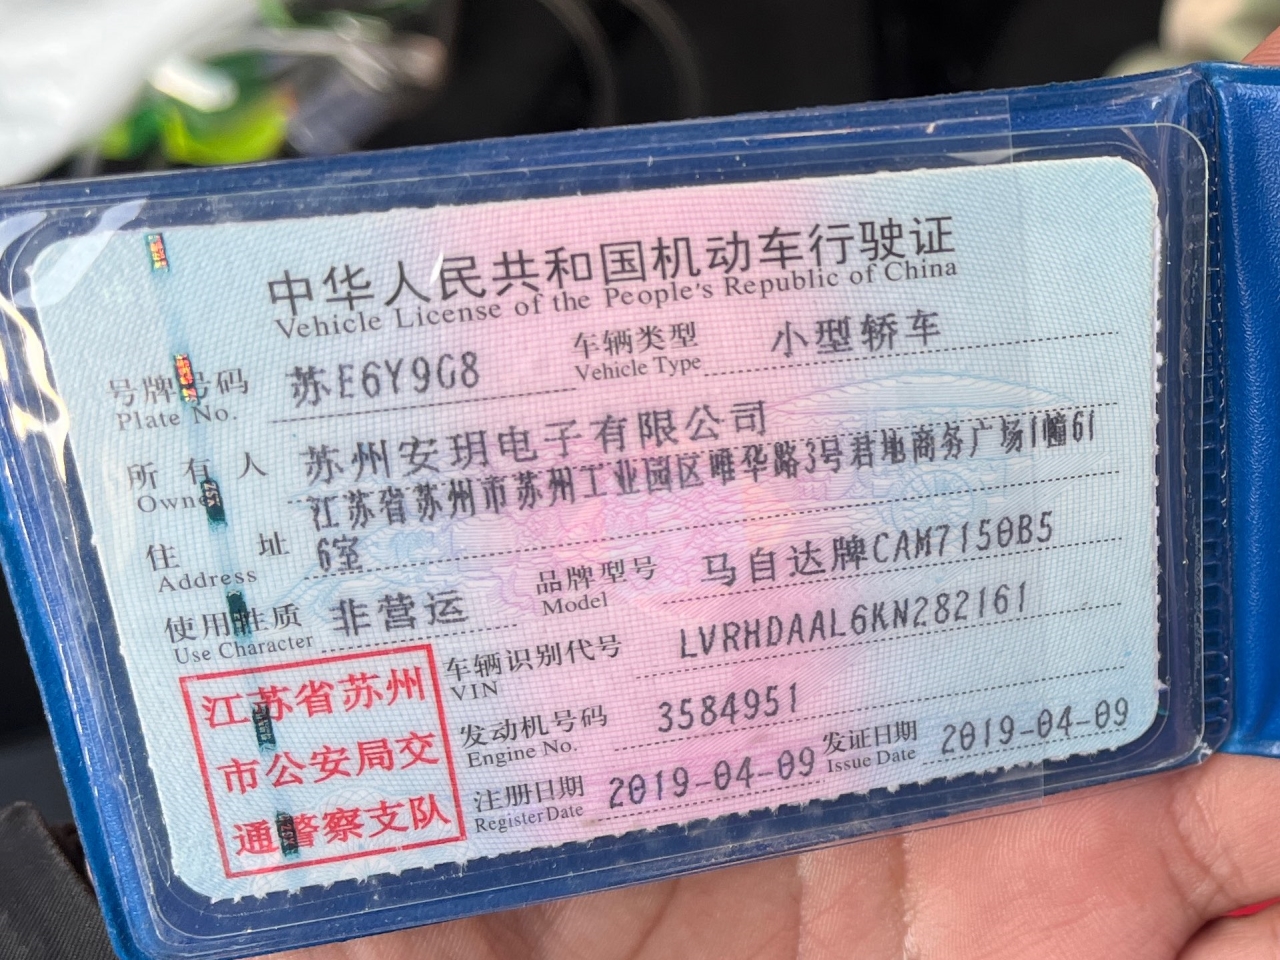 中华人民共和国机动车行驶证
Vehicle License of the People's Republic of China
号牌号码 苏E6Y9G8 车辆类型 小型轿车
Plate No. Vehicle Type
所有人 苏州安玥电子有限公司
Owner
住址 江苏省苏州市苏州工业园区唯华路3号君地商务广场1幢61
Address 6室
使用性质 非营运 品牌型号 马自达牌CAM7150B5
Use Character Model
车辆识别代号 LVRHDAAL6KN282161
VIN
发动机号码 3584951
Engine No.
注册日期 2019-04-09 发证日期 2019-04-09
Register Date Issue Date
江苏省苏州
市公安局交
通警察支队